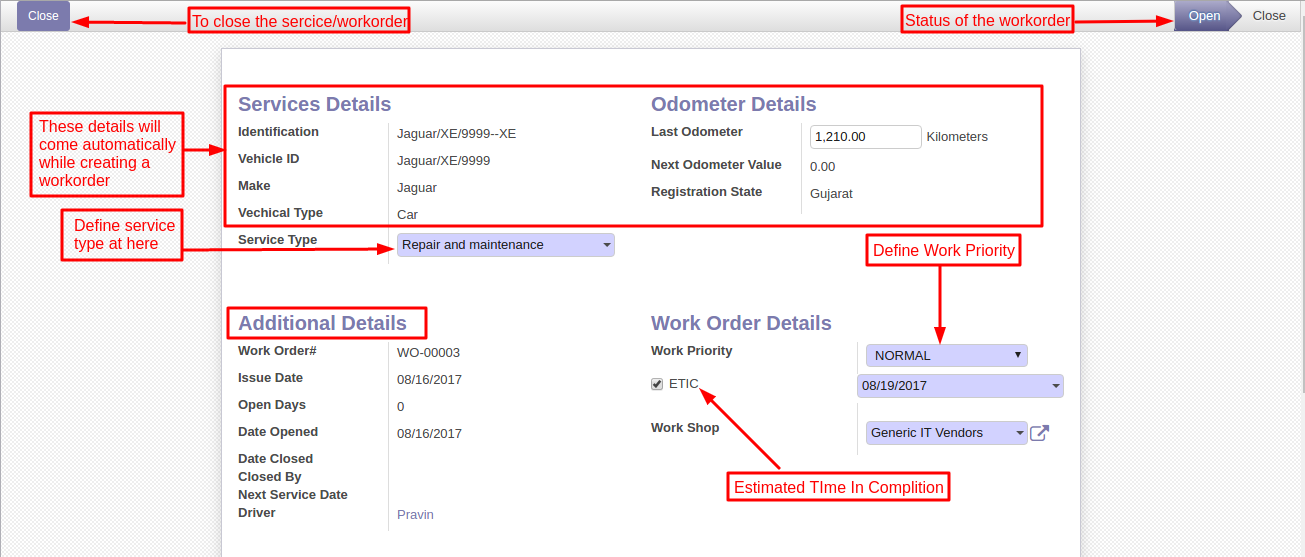 Close
To close the sercice/workorder
Status of the workorder
Open
Close
Services Details
Odometer Details
These details will
come automatically
while creating a
workorder
Identification
Jaguar/XE/9999--XE
Last Odometer
1,210.00
Kilometers
Vehicle ID
Jaguar/XE/9999
Next Odometer Value
0.00
Make
Jaguar
Registration State
Gujarat
Vechical Type
Car
Define service
type at here
Service Type
Repair and maintenance
Define Work Priority
Additional Details
Work Order Details
Work Order#
WO-00003
Work Priority
NORMAL
Issue Date
08/16/2017
ETIC
08/19/2017
Open Days
0
Date Opened
08/16/2017
Work Shop
Generic IT Vendors
Date Closed
Closed By
Next Service Date
Driver
Pravin
Estimated TIme In Complition